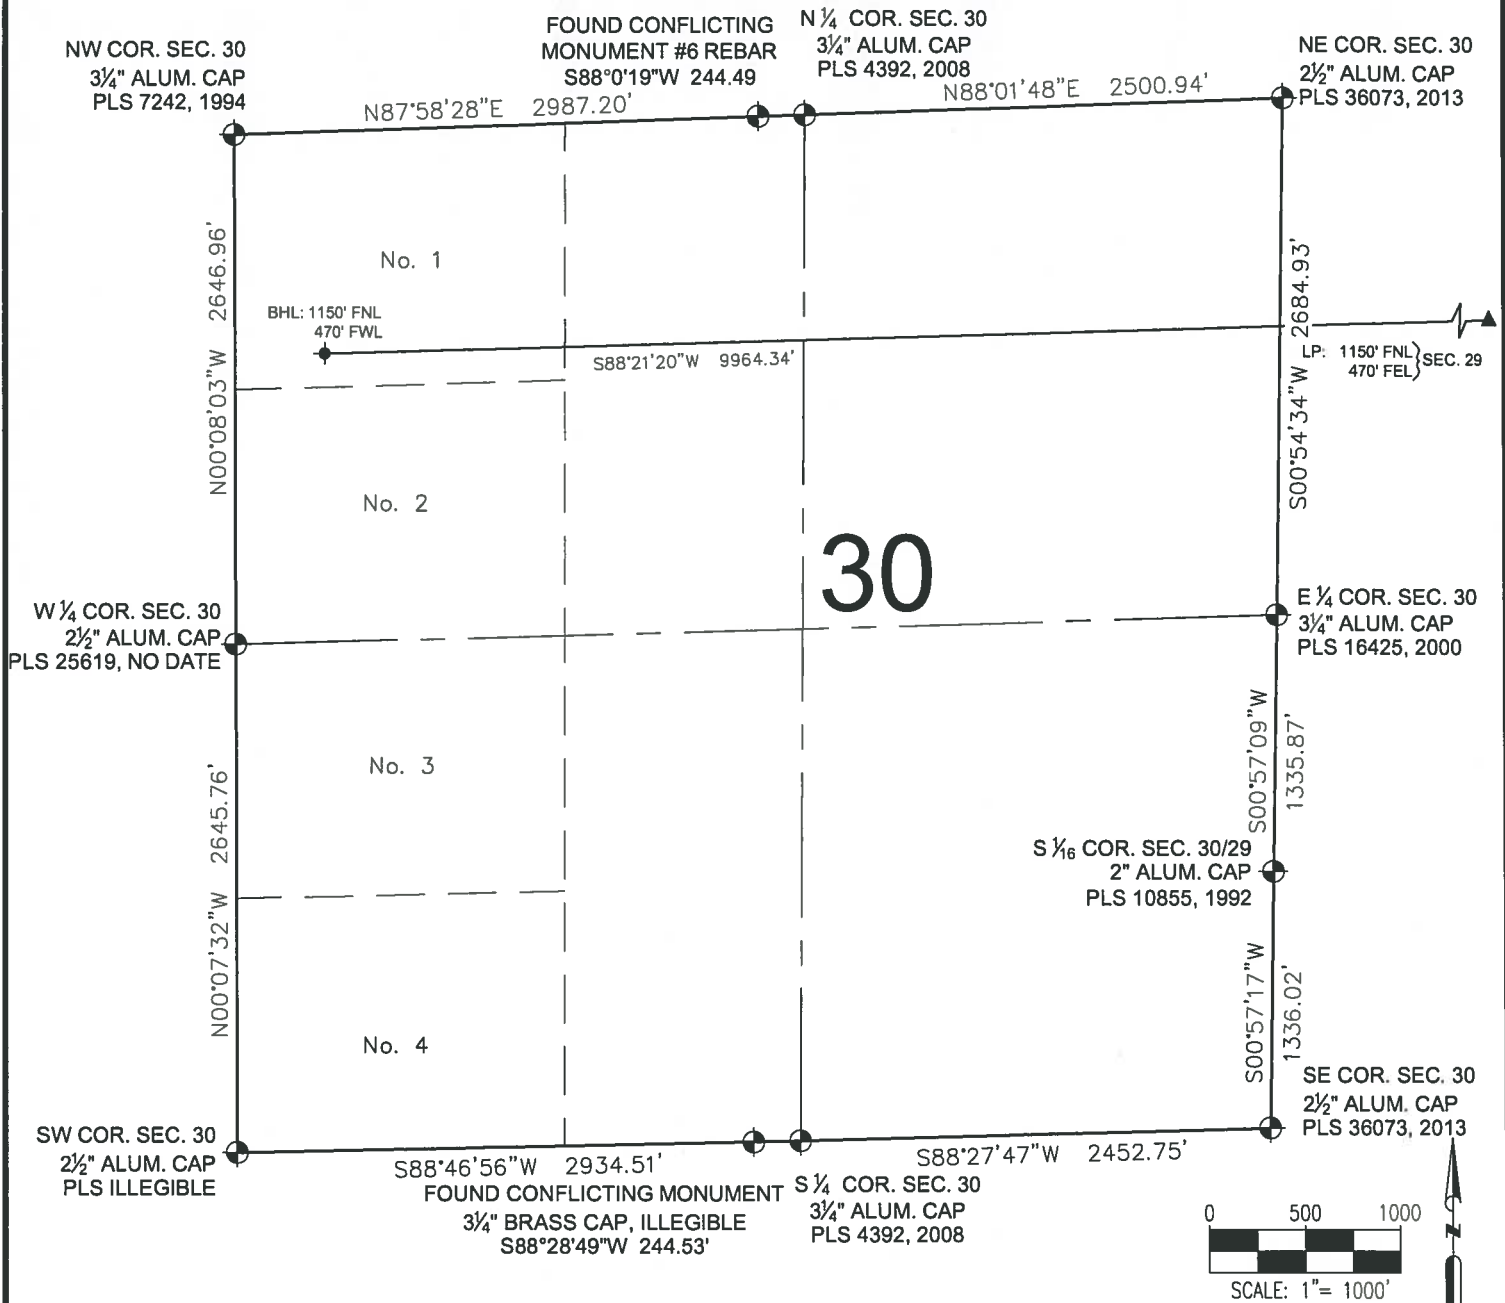 FOUND CONFLICTING
MONUMENT #6 REBAR
S88°0'19"W 244.49
N ¼ COR. SEC. 30
3¼" ALUM. CAP
PLS 4392, 2008
NW COR. SEC. 30
3¼" ALUM. CAP
PLS 7242, 1994
NE COR. SEC. 30
2½" ALUM. CAP
PLS 36073, 2013
N87°58'28"E 2987.20'
N88°01'48"E 2500.94'
N00°08'03"W 2646.96'
No. 1
BHL: 1150' FNL
470' FWL
S88°21'20"W 9964.34'
S00°54'34"W 2684.93'
LP: 1150' FNL
470' FEL
SEC. 29
No. 2
30
W ¼ COR. SEC. 30
2½" ALUM. CAP
PLS 25619, NO DATE
E ¼ COR. SEC. 30
3¼" ALUM. CAP
PLS 16425, 2000
N00°07'32"W 2645.76'
No. 3
S00°57'09"W
1335.87'
S 1⁄16 COR. SEC. 30/29
2" ALUM. CAP
PLS 10855, 1992
No. 4
S00°57'17"W
1336.02'
SE COR. SEC. 30
2½" ALUM. CAP
PLS 36073, 2013
SW COR. SEC. 30
2½" ALUM. CAP
PLS ILLEGIBLE
S88°46'56"W 2934.51'
S88°27'47"W 2452.75'
FOUND CONFLICTING MONUMENT
3¼" BRASS CAP, ILLEGIBLE
S88°28'49"W 244.53'
S ¼ COR. SEC. 30
3¼" ALUM. CAP
PLS 4392, 2008
0 500 1000
SCALE: 1"= 1000'
N